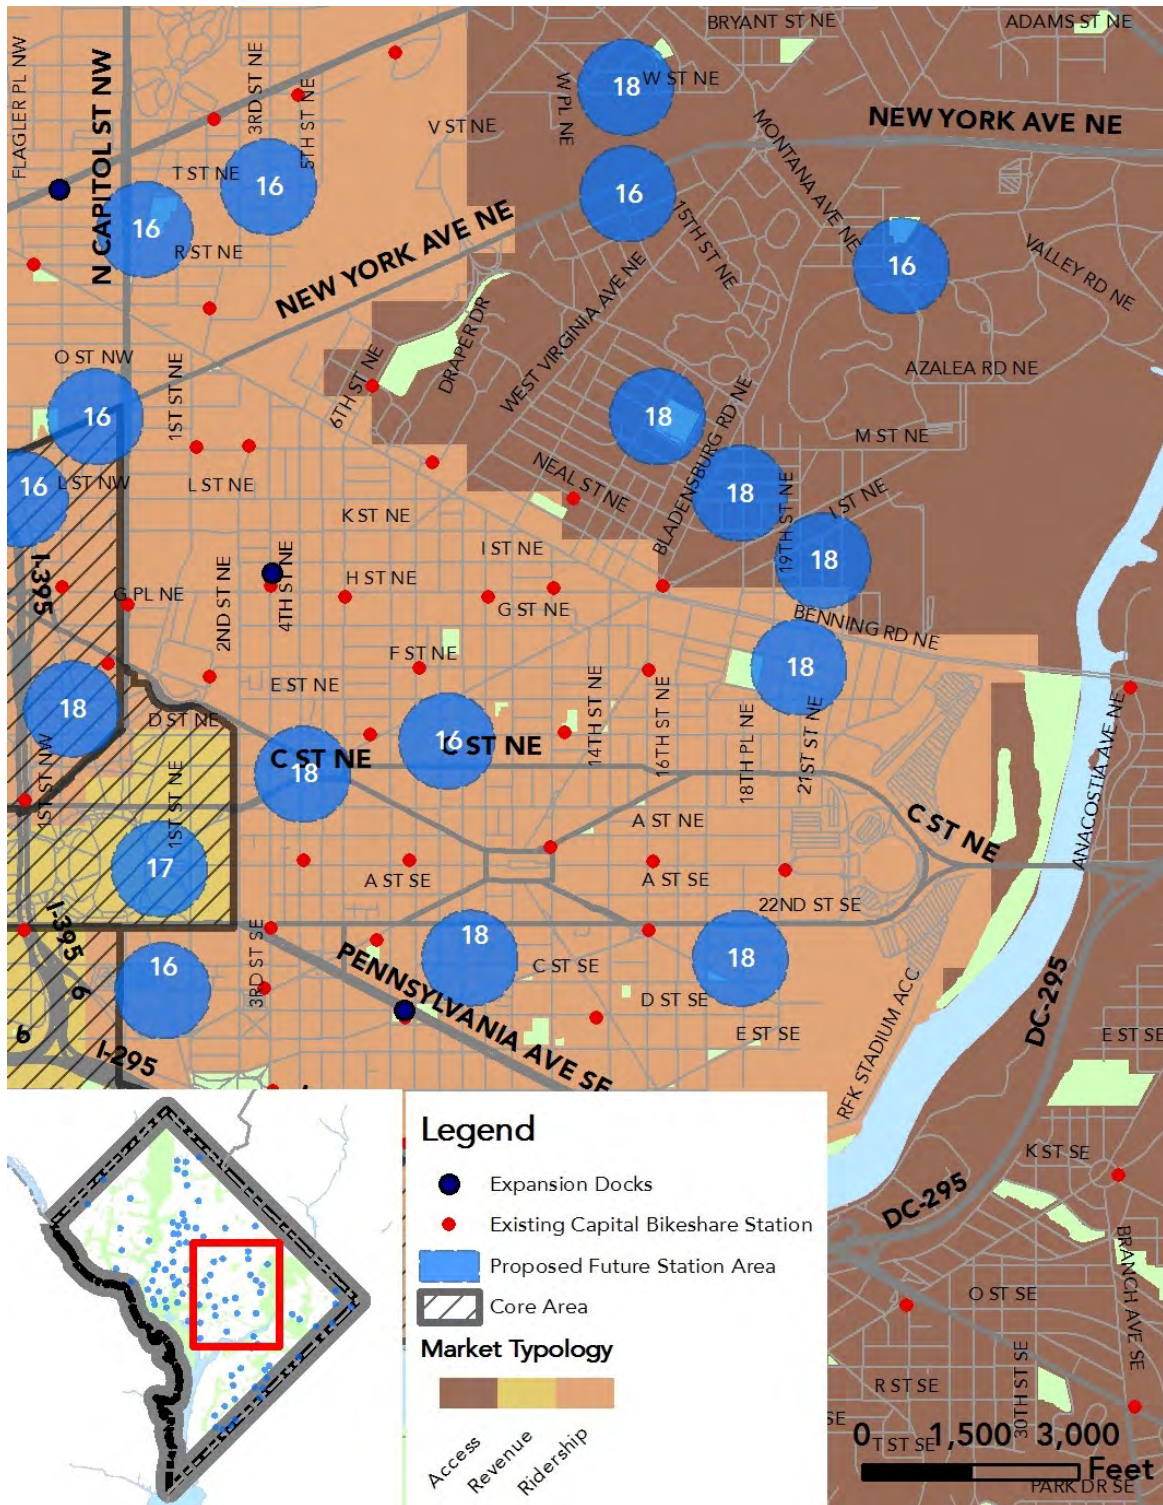 BRYANT ST NE
ADAMS ST NE
FLAGLER PL NW
N CAPITOL ST NW
3RD ST NE
5TH ST NE
V ST NE
W PL NE
18
W ST NE
NEW YORK AVE NE
MONTANA AVE NE
T ST NE
16
16
R ST NE
16
15TH ST NE
16
VALLEY RD NE
NEW YORK AVE NE
WEST VIRGINIA AVE NE
DRAPER DR
6TH ST NE
O ST NW
1ST ST NE
16
AZALEA RD NE
18
BLADENSBURG RD NE
M ST NE
16
L ST NW
L ST NE
NEAL ST NE
18
19TH ST NE
I ST NE
K ST NE
I ST NE
18
I-395
G PL NE
2ND ST NE
4TH ST NE
H ST NE
G ST NE
BENNING RD NE
F ST NE
E ST NE
18
14TH ST NE
16TH ST NE
18TH PL NE
21ST ST NE
18
D ST NE
C ST NE
18
16
C ST NE
1ST ST NW
1ST ST NE
A ST NE
C ST NE
ANACOSTIA AVE NE
17
A ST SE
A ST SE
22ND ST SE
I-395
3RD ST SE
18
18
16
PENNSYLVANIA AVE SE
C ST SE
D ST SE
E ST SE
6
6
I-295
RFK STADIUM ACC
DC-295
E ST SE
Legend
Expansion Docks
Existing Capital Bikeshare Station
Proposed Future Station Area
Core Area
Market Typology
Access
Revenue
Ridership
K ST SE
DC-295
BRANCH AVE SE
O ST SE
R ST SE
30TH ST SE
SE
T ST SE
0 1,500 3,000
Feet
PARK DR SE